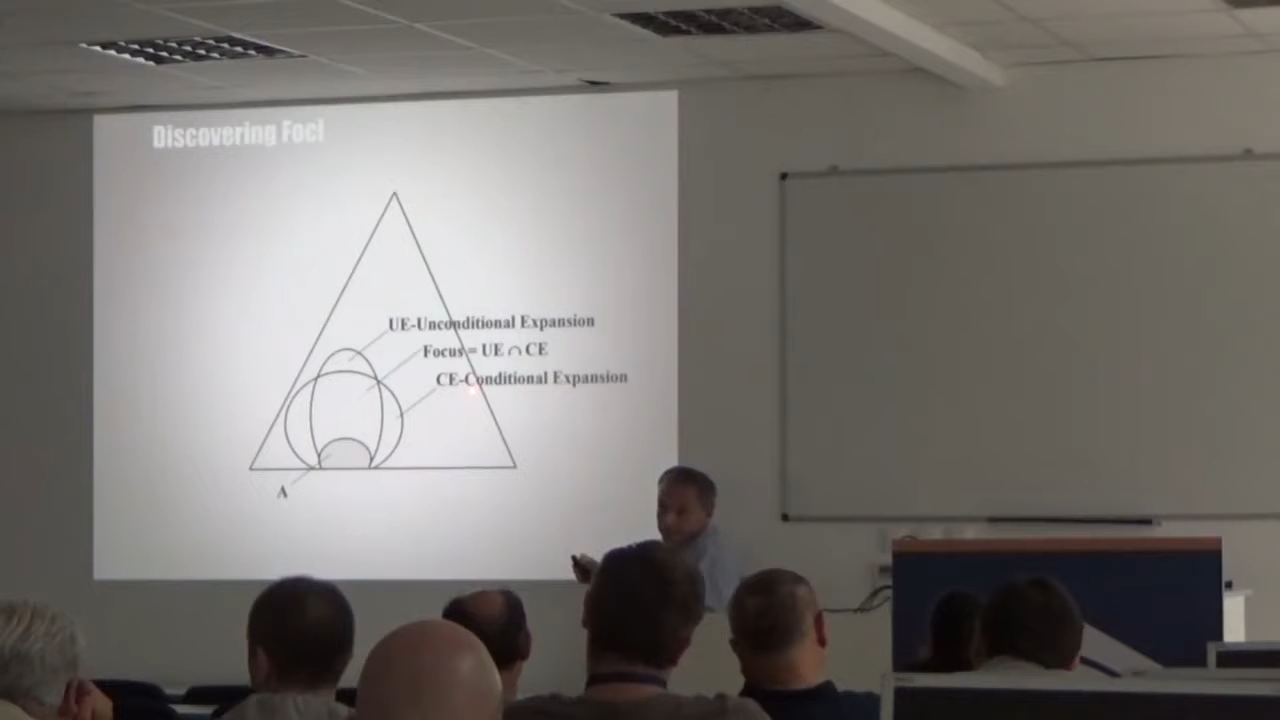 Discovering Foci
UE-Unconditional Expansion
Focus = UE ∩ CE
CE-Conditional Expansion
A